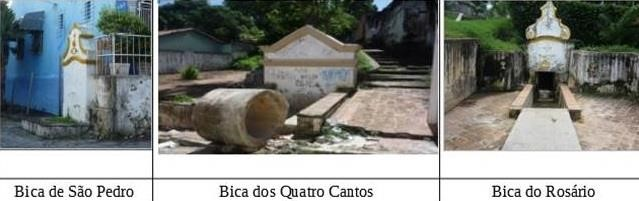 Bica de São Pedro
Bica dos Quatro Cantos
Bica do Rosário